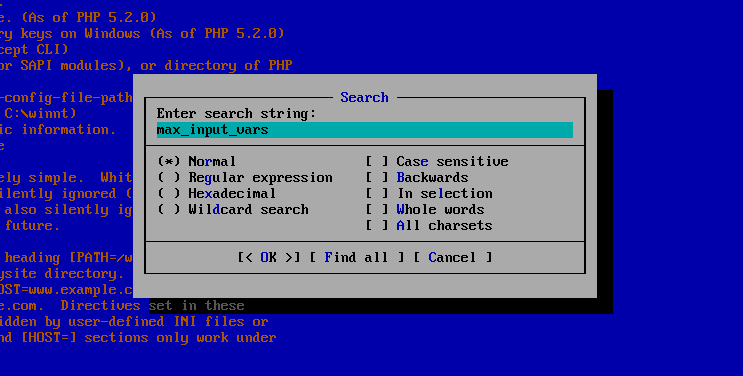 e. (As of PHP 5.2.0)
ry keys on Windows (As of PHP 5.2.0)
cept CLI)
or SAPI modules), or directory of PHP
-config-file-path
C:\winnt)
ic information.
e
ely simple. Whit
ilently ignored (
also silently ig
future.
heading [PATH=/w
ysite directory.
OST=www.example.c
e.com. Directives set in these
idden by user-defined INI files or
nd [HOST=] sections only work under
Search
Enter search string:
max_input_vars
(*) Normal [ ] Case sensitive
( ) Regular expression [ ] Backwards
( ) Hexadecimal [ ] In selection
( ) Wildcard search [ ] Whole words
[ ] All charsets
[< OK >] [ Find all ] [ Cancel ]